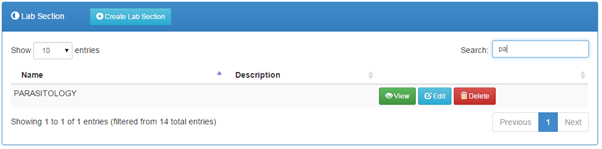 Lab Section Create Lab Section
Show 10 entries Search: pa
Name Description
PARASITOLOGY View Edit Delete
Showing 1 to 1 of 1 entries (filtered from 14 total entries) Previous 1 Next